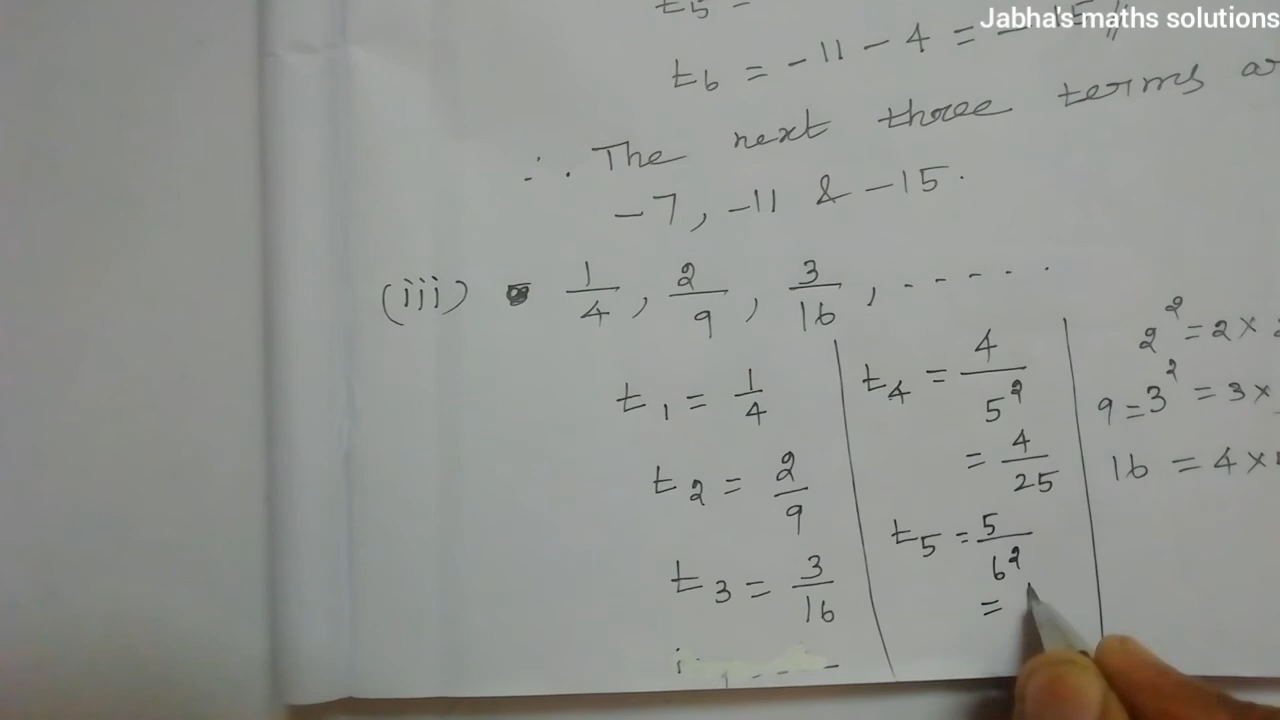 Jabha's maths solutions
t5 =
t6 = -11 - 4 = -15 //
∴ The next three terms
-7, -11 & -15.
(iii) 1/4, 2/9, 3/16, ......
t1 = 1/4
t2 = 2/9
t3 = 3/16
t4 = 4/5²
= 4/25
t5 = 5/6²
=
2² = 2 ×
9 = 3² = 3 ×
16 = 4 ×